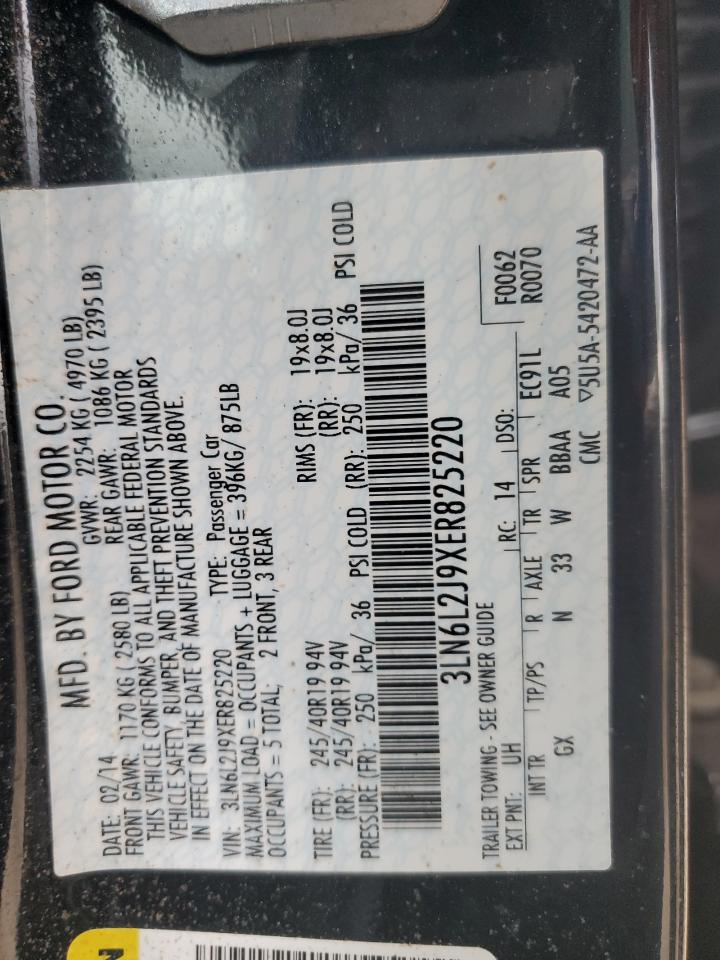 MFD. BY FORD MOTOR CO.
DATE: 02/14 GVWR: 2254 KG ( 4970 LB)
FRONT GAWR: 1170 KG ( 2580 LB) REAR GAWR: 1086 KG ( 2395 LB)
THIS VEHICLE CONFORMS TO ALL APPLICABLE FEDERAL MOTOR
VEHICLE SAFETY, BUMPER, AND THEFT PREVENTION STANDARDS
IN EFFECT ON THE DATE OF MANUFACTURE SHOWN ABOVE.
VIN: 3LN6L2J9XER825220 TYPE: Passenger Car
MAXIMUM LOAD = OCCUPANTS + LUGGAGE = 396KG/ 875LB
OCCUPANTS = 5 TOTAL; 2 FRONT, 3 REAR
TIRE (FR): 245/40R19 94V RIMS (FR): 19x8.0J
(RR): 245/40R19 94V (RR): 19x8.0J
PRESSURE (FR): 250 kPa/ 36 PSI COLD (RR): 250 kPa/ 36 PSI COLD
3LN6L2J9XER825220
TRAILER TOWING - SEE OWNER GUIDE F0062
EXT PNT: UH RC: 14 DSO: R0070
INT TR TP/PS R AXLE TR SPR EC91L
GX N 33 W BBAA A05
CMC ▽5U5A-5420472-AA